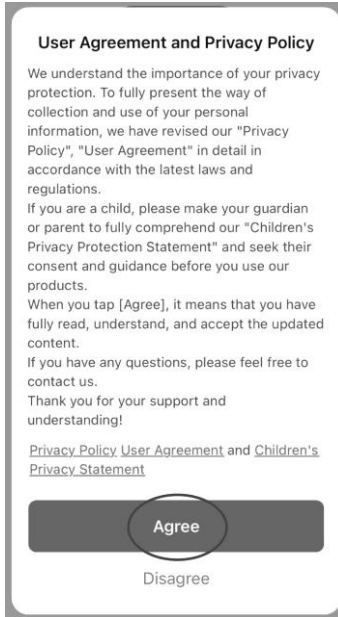 User Agreement and Privacy Policy
We understand the importance of your privacy
protection. To fully present the way of
collection and use of your personal
information, we have revised our "Privacy
Policy", "User Agreement" in detail in
accordance with the latest laws and
regulations.
If you are a child, please make your guardian
or parent to fully comprehend our "Children's
Privacy Protection Statement" and seek their
consent and guidance before you use our
products.
When you tap [Agree], it means that you have
fully read, understand, and accept the updated
content.
If you have any questions, please feel free to
contact us.
Thank you for your support and
understanding!
Privacy Policy User Agreement and Children's
Privacy Statement
Agree
Disagree